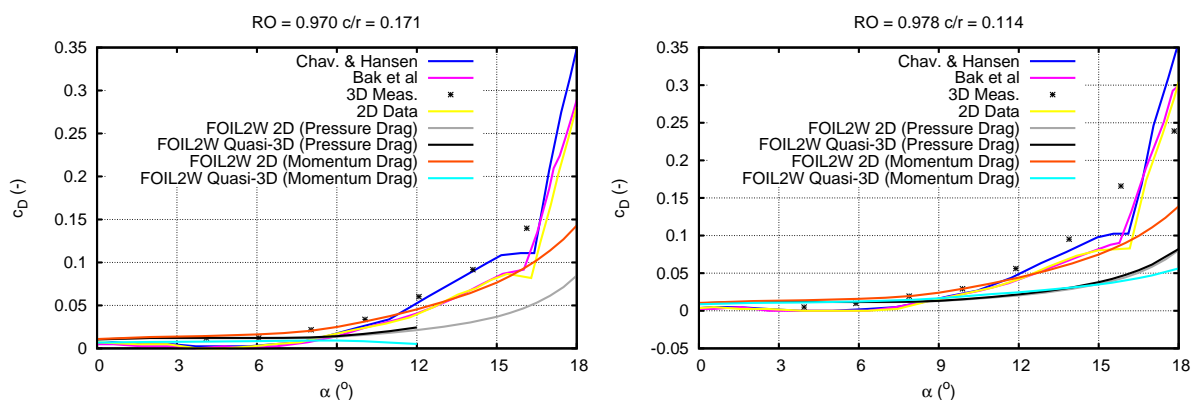 RO = 0.970 c/r = 0.171
0.35
0.3
0.25
0.2
0.15
0.1
0.05
0
c_D (-)
Chav. & Hansen
Bak et al
3D Meas.
2D Data
FOIL2W 2D (Pressure Drag)
FOIL2W Quasi-3D (Pressure Drag)
FOIL2W 2D (Momentum Drag)
FOIL2W Quasi-3D (Momentum Drag)
0 3 6 9 12 15 18
α (º)
RO = 0.978 c/r = 0.114
0.35
0.3
0.25
0.2
0.15
0.1
0.05
0
-0.05
c_D (-)
Chav. & Hansen
Bak et al
3D Meas.
2D Data
FOIL2W 2D (Pressure Drag)
FOIL2W Quasi-3D (Pressure Drag)
FOIL2W 2D (Momentum Drag)
FOIL2W Quasi-3D (Momentum Drag)
0 3 6 9 12 15 18
α (º)